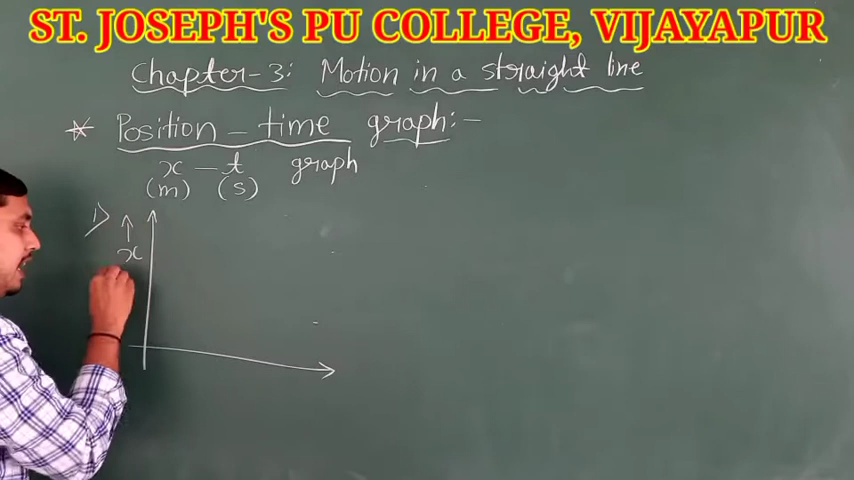 ST. JOSEPH'S PU COLLEGE, VIJAYAPUR
Chapter-3: Motion in a straight line
* Position - time graph:-
x - t graph
(m) (s)
1>
x